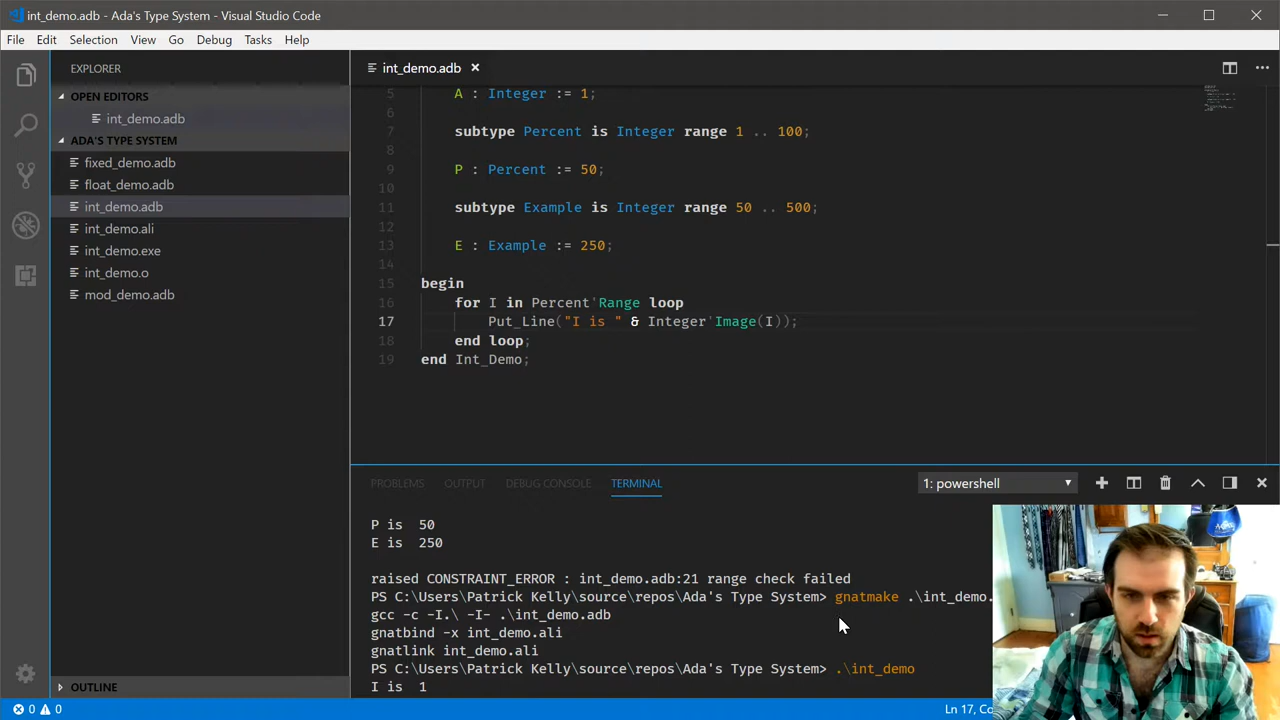 int_demo.adb - Ada's Type System - Visual Studio Code
File Edit Selection View Go Debug Tasks Help
EXPLORER
OPEN EDITORS
int_demo.adb
ADA'S TYPE SYSTEM
fixed_demo.adb
float_demo.adb
int_demo.adb
int_demo.ali
int_demo.exe
int_demo.o
mod_demo.adb
OUTLINE
int_demo.adb
5 A : Integer := 1;
6
7 subtype Percent is Integer range 1 .. 100;
8
9 P : Percent := 50;
10
11 subtype Example is Integer range 50 .. 500;
12
13 E : Example := 250;
14
15 begin
16 for I in Percent'Range loop
17 Put_Line("I is " & Integer'Image(I));
18 end loop;
19 end Int_Demo;
PROBLEMS OUTPUT DEBUG CONSOLE TERMINAL
1: powershell
P is 50
E is 250
raised CONSTRAINT_ERROR : int_demo.adb:21 range check failed
PS C:\Users\Patrick Kelly\source\repos\Ada's Type System> gnatmake .\int_demo.
gcc -c -I.\ -I- .\int_demo.adb
gnatbind -x int_demo.ali
gnatlink int_demo.ali
PS C:\Users\Patrick Kelly\source\repos\Ada's Type System> .\int_demo
I is 1
0 0
Ln 17, Co